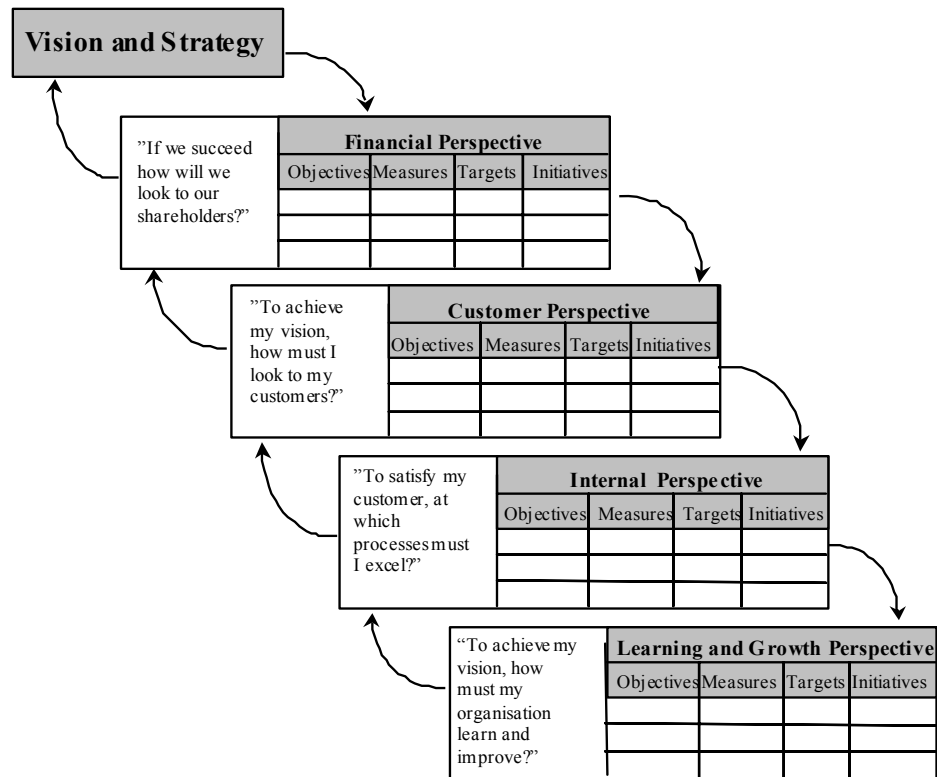 Vision and Strategy
”If we succeed
how will we
look to our
shareholders?”
Financial Perspective
Objectives Measures Targets Initiatives
”To achieve
my vision,
how must I
look to my
customers?”
Customer Perspective
Objectives Measures Targets Initiatives
”To satisfy my
customer, at
which
processes must
I excel?”
Internal Perspective
Objectives Measures Targets Initiatives
“To achieve my
vision, how
must my
organisation
learn and
improve?”
Learning and Growth Perspective
Objectives Measures Targets Initiatives